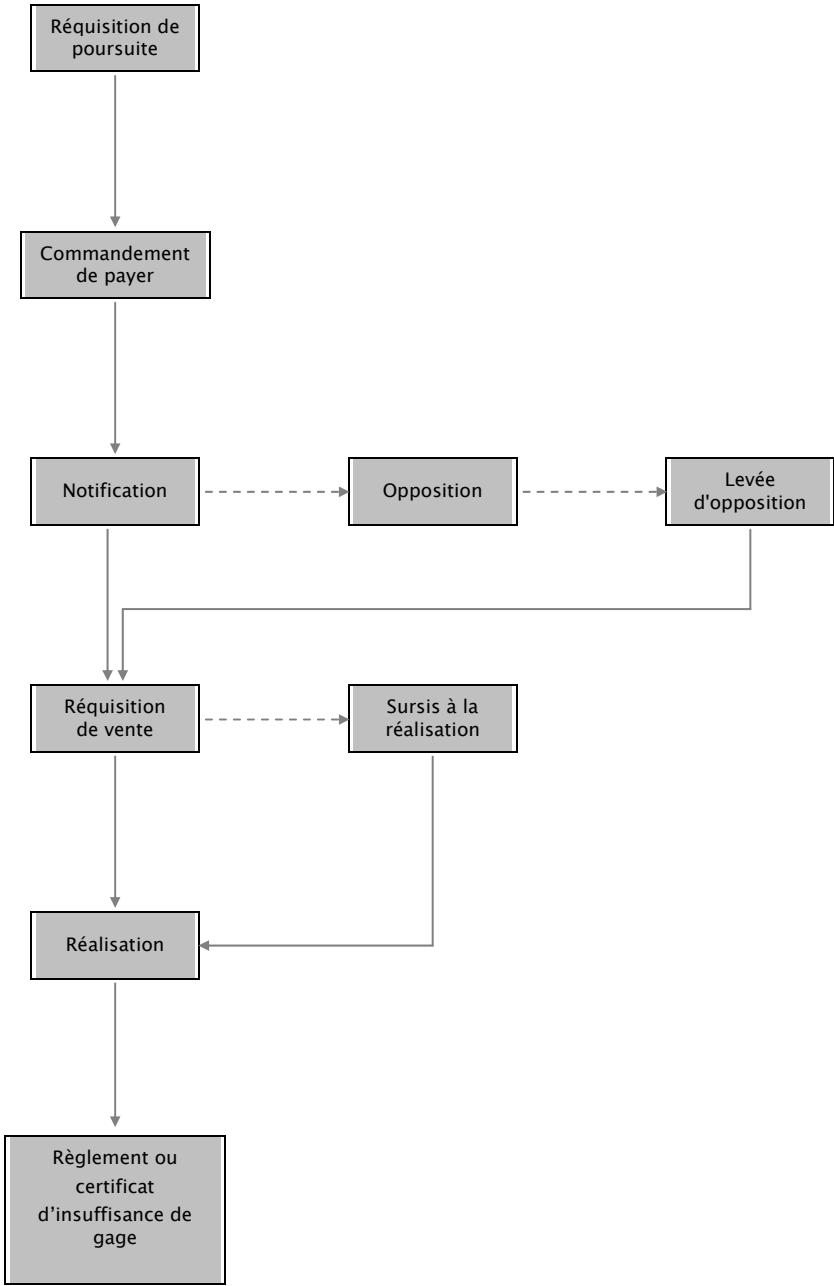 Réquisition de
poursuite
Commandement
de payer
Notification
Opposition
Levée
d'opposition
Réquisition
de vente
Sursis à la
réalisation
Réalisation
Règlement ou
certificat
d’insuffisance de
gage